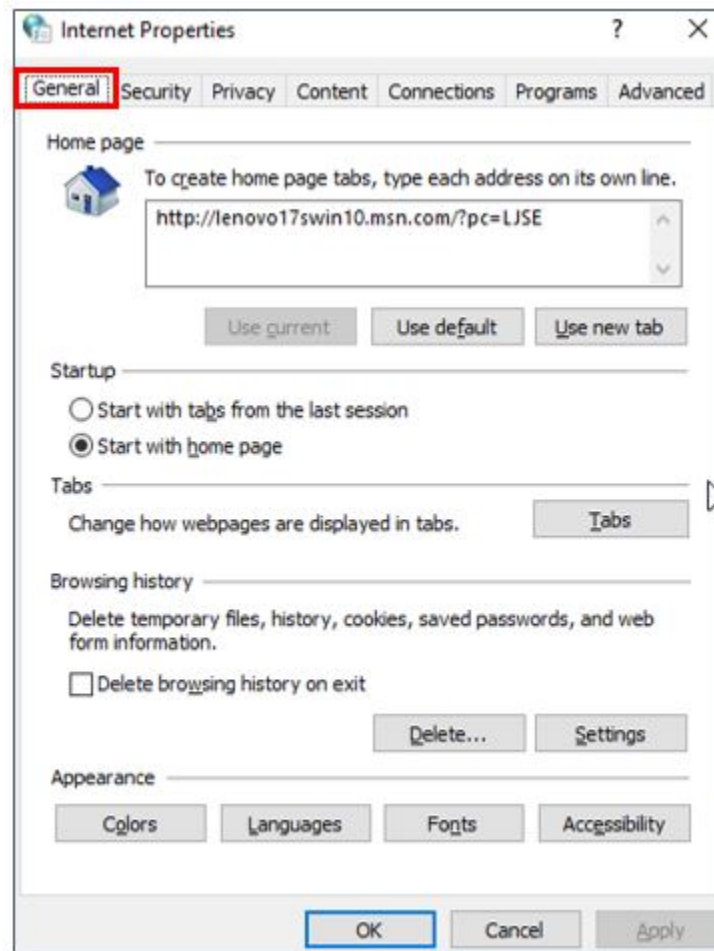 Internet Properties ? X
General Security Privacy Content Connections Programs Advanced
Home page
To create home page tabs, type each address on its own line.
http://lenovo17swin10.msn.com/?pc=LJSE
Use current Use default Use new tab
Startup
Start with tabs from the last session
Start with home page
Tabs
Change how webpages are displayed in tabs. Tabs
Browsing history
Delete temporary files, history, cookies, saved passwords, and web
form information.
Delete browsing history on exit
Delete... Settings
Appearance
Colors Languages Fonts Accessibility
OK Cancel Apply